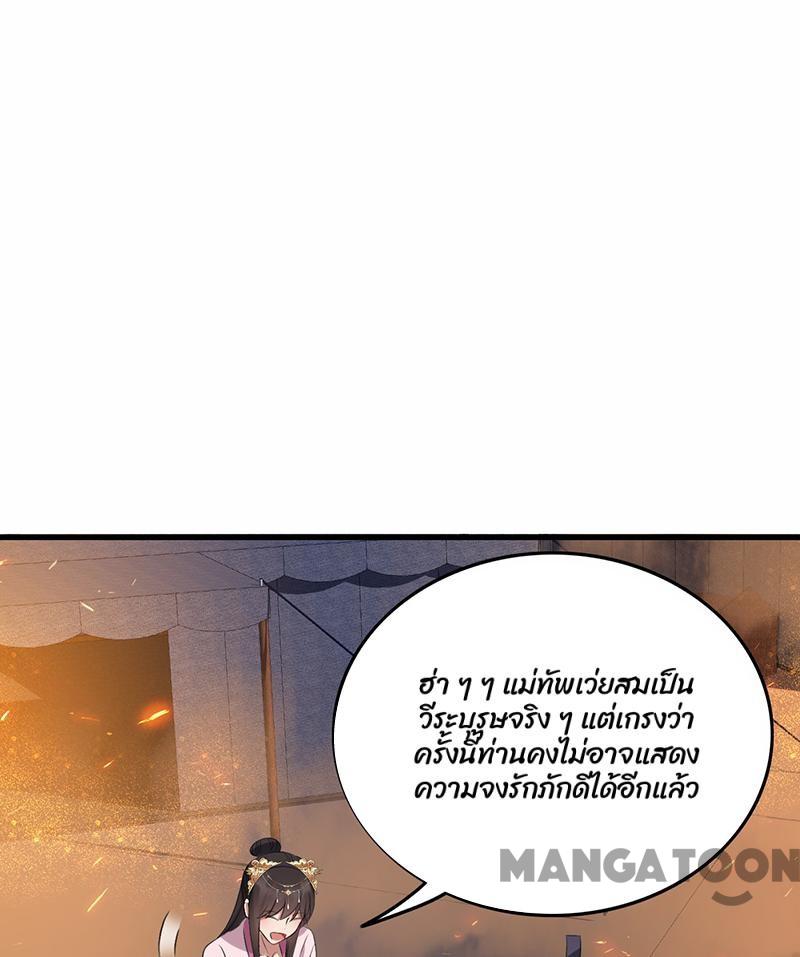 ฮ่า ๆ ๆ แม่ทัพเว่ยสมเป็น
วีระบุรุษจริง ๆ แต่เกรงว่า
ครั้งนี้ท่านคงไม่อาจแสดง
ความจงรักภักดีได้อีกแล้ว
MANGATOON